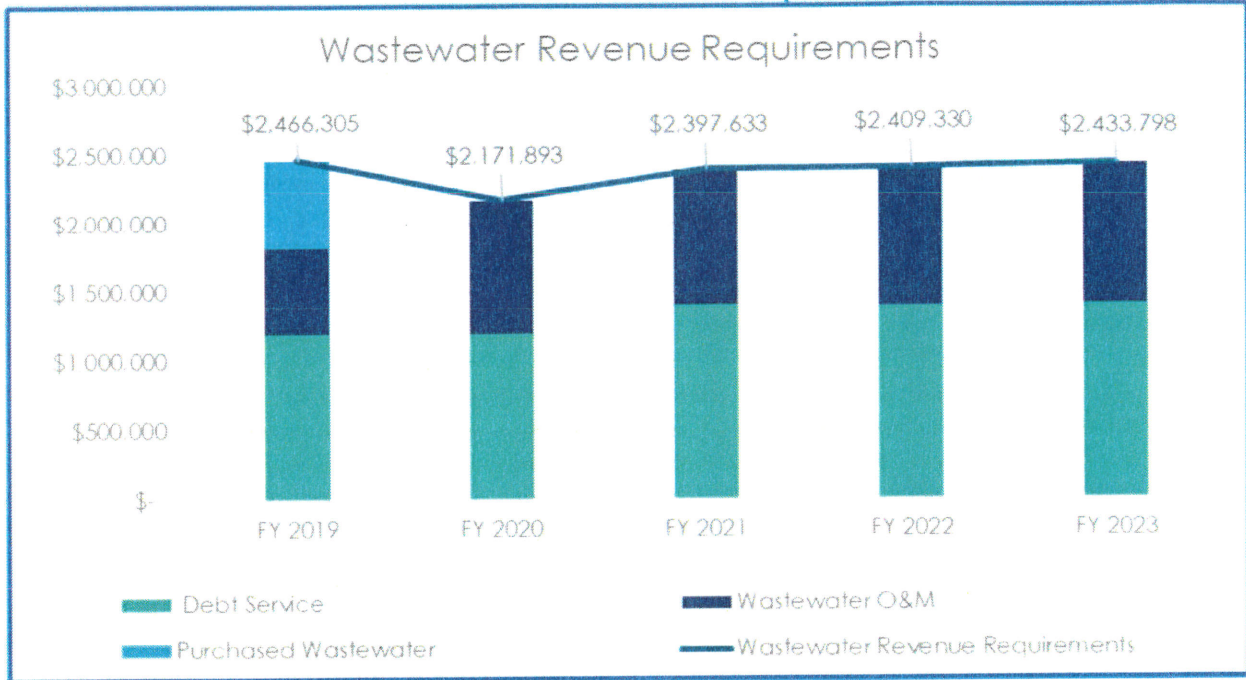 Wastewater Revenue Requirements
$3 000.000
$2.466.305
$2.171.893
$2.397.633
$2.409.330
$2.433.798
$2.500.000
$2 000.000
$1 500.000
$1 000.000
$500.000
$-
FY 2019
FY 2020
FY 2021
FY 2022
FY 2023
Debt Service
Wastewater O&M
Purchased Wastewater
Wastewater Revenue Requirements